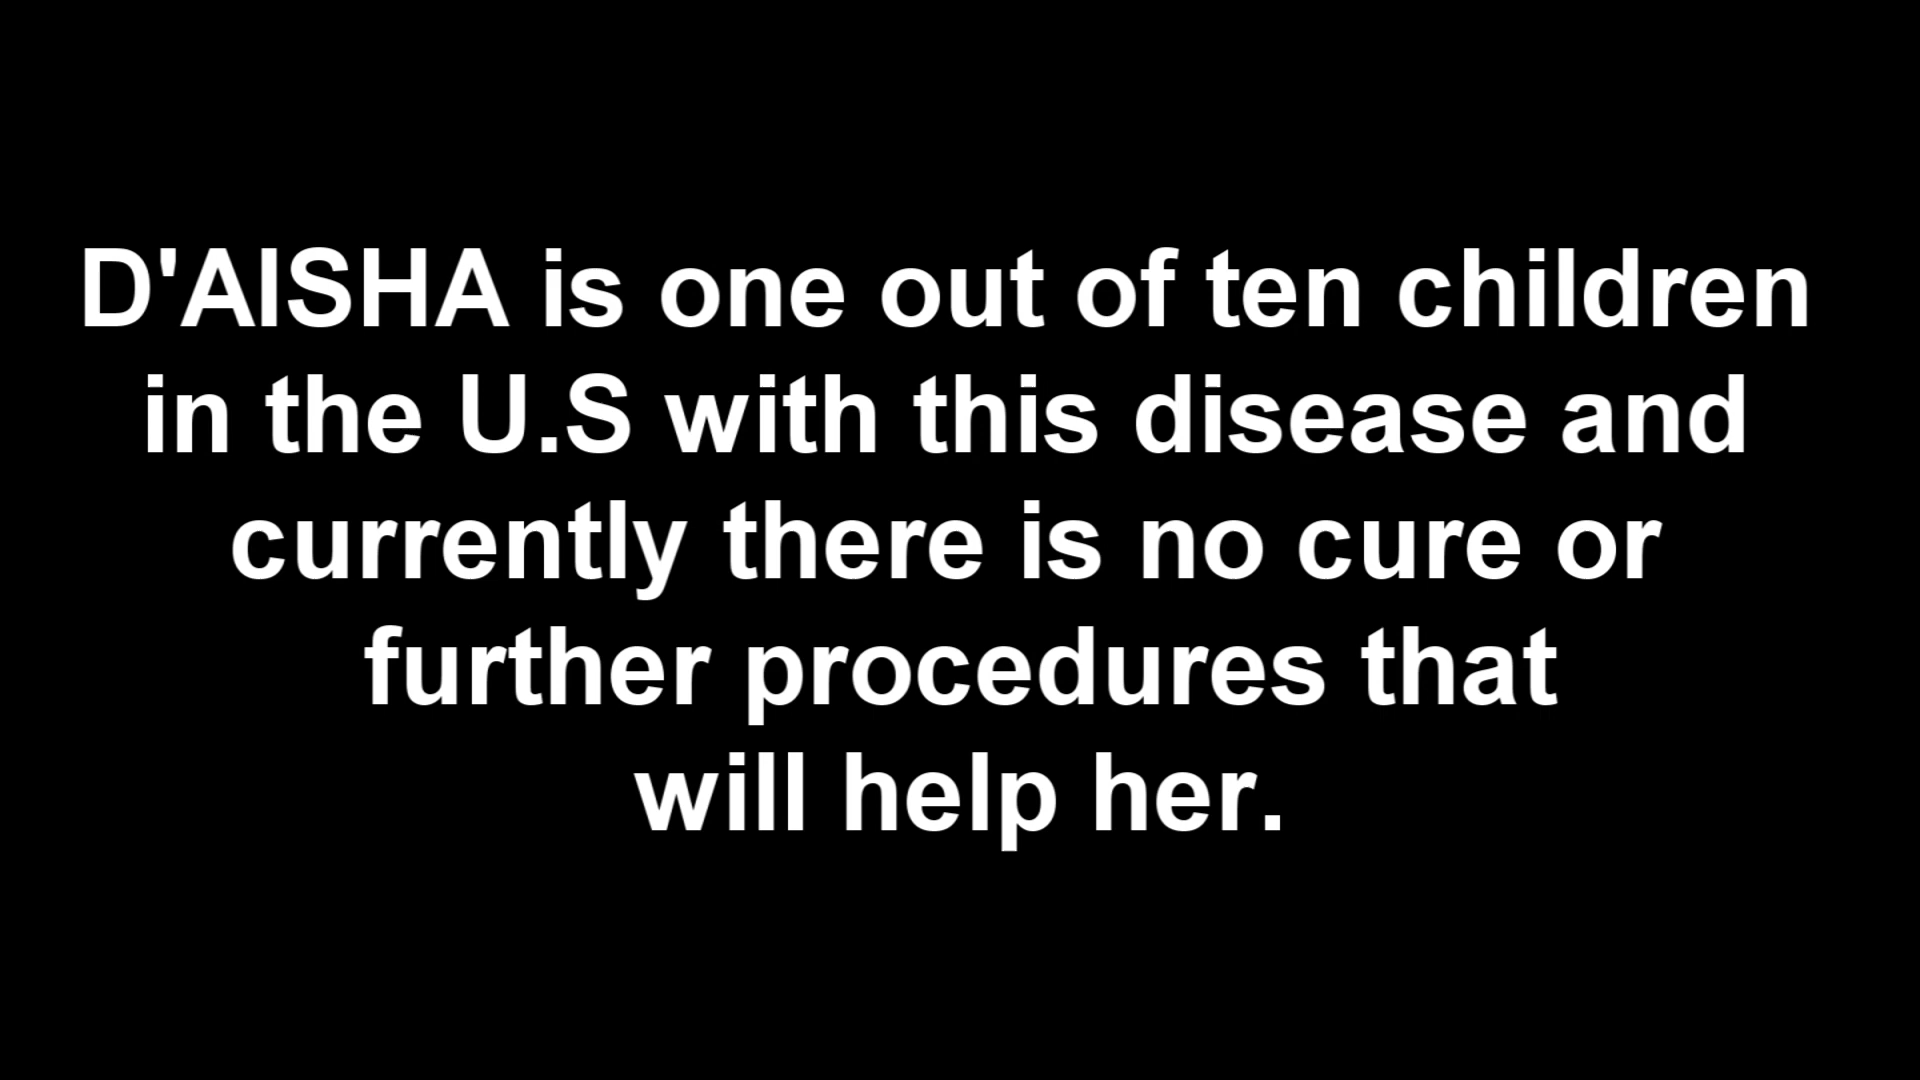 D'AISHA is one out of ten children
in the U.S with this disease and
currently there is no cure or
further procedures that
will help her.